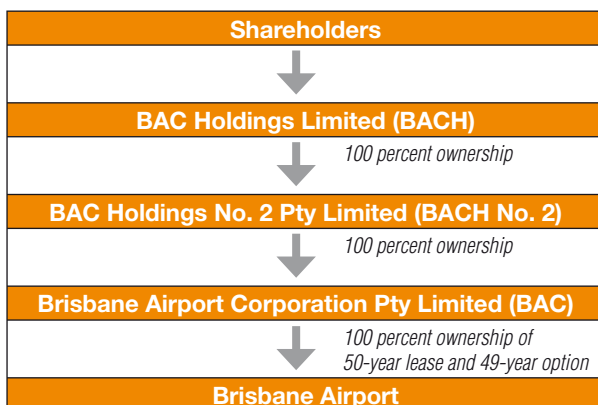 Shareholders
BAC Holdings Limited (BACH)
100 percent ownership
BAC Holdings No. 2 Pty Limited (BACH No. 2)
100 percent ownership
Brisbane Airport Corporation Pty Limited (BAC)
100 percent ownership of
50-year lease and 49-year option
Brisbane Airport